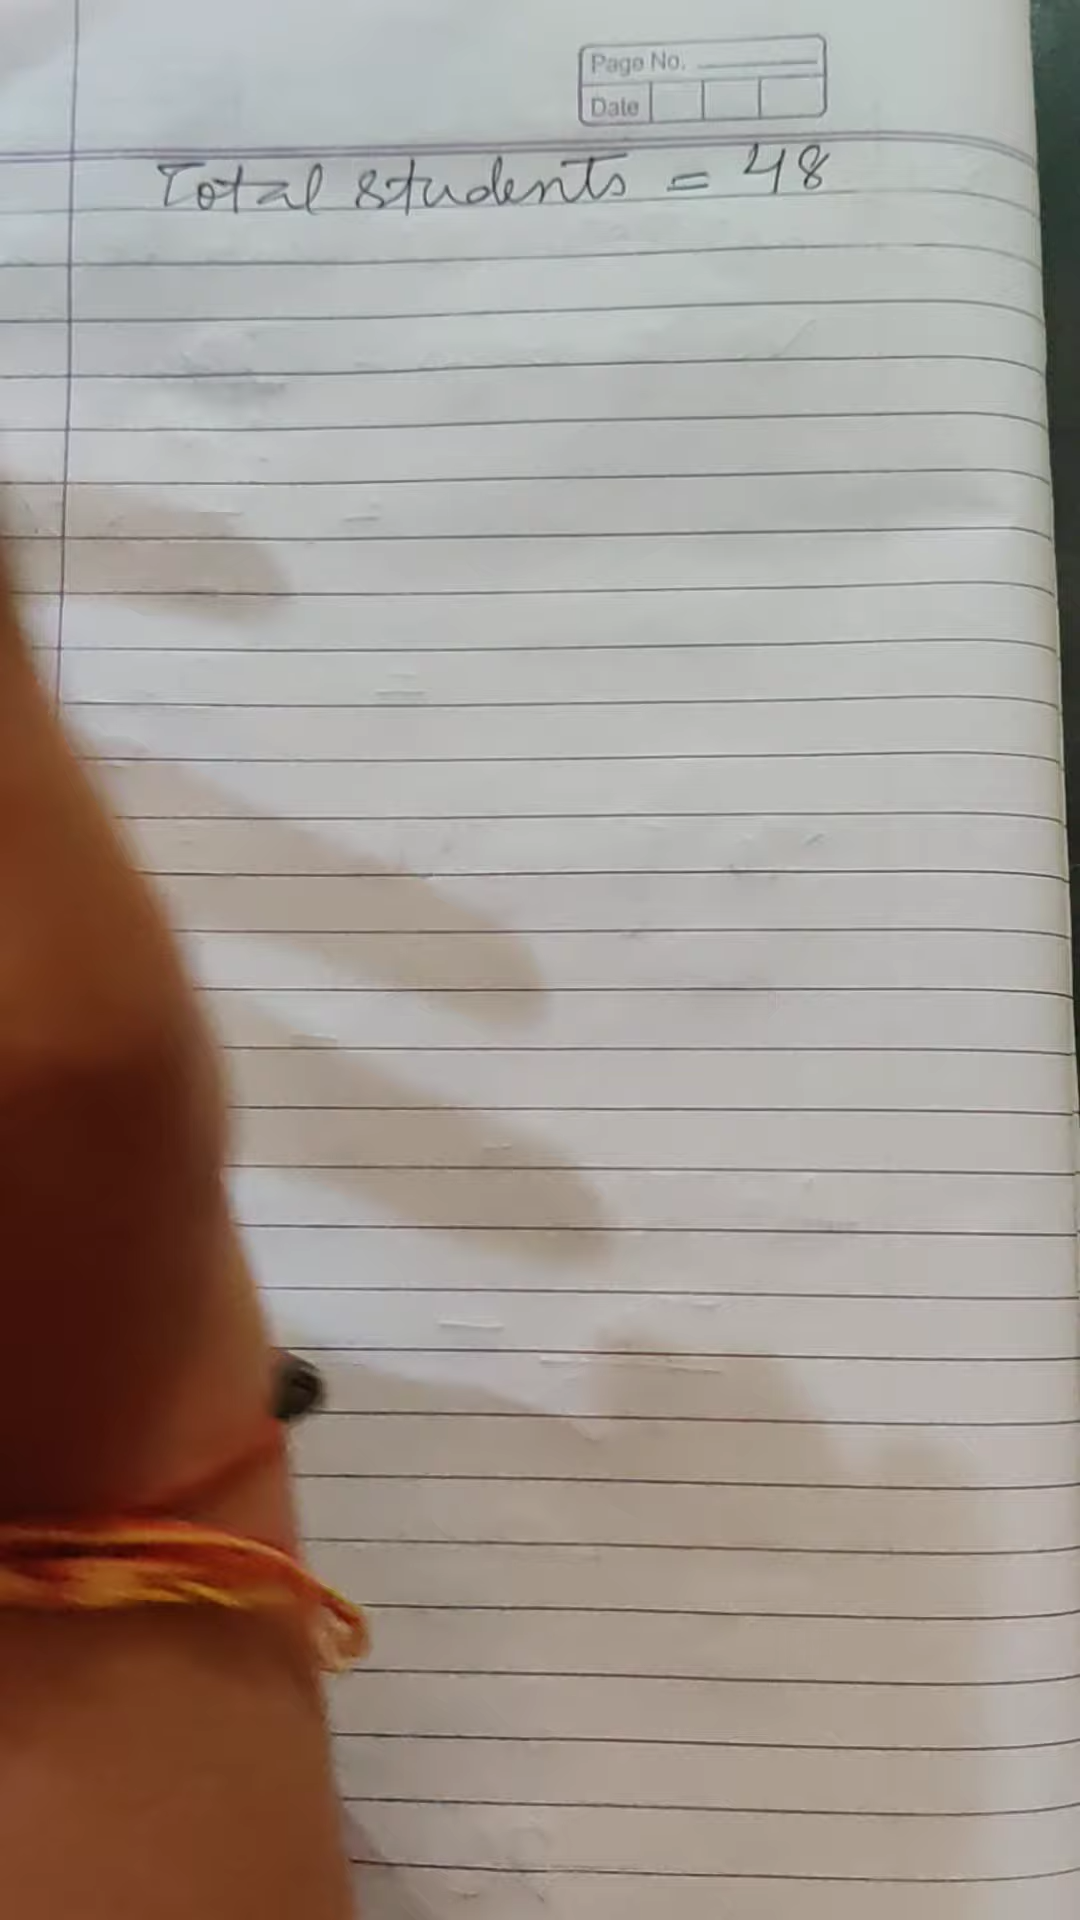 Page No.
Date
Total students = 48